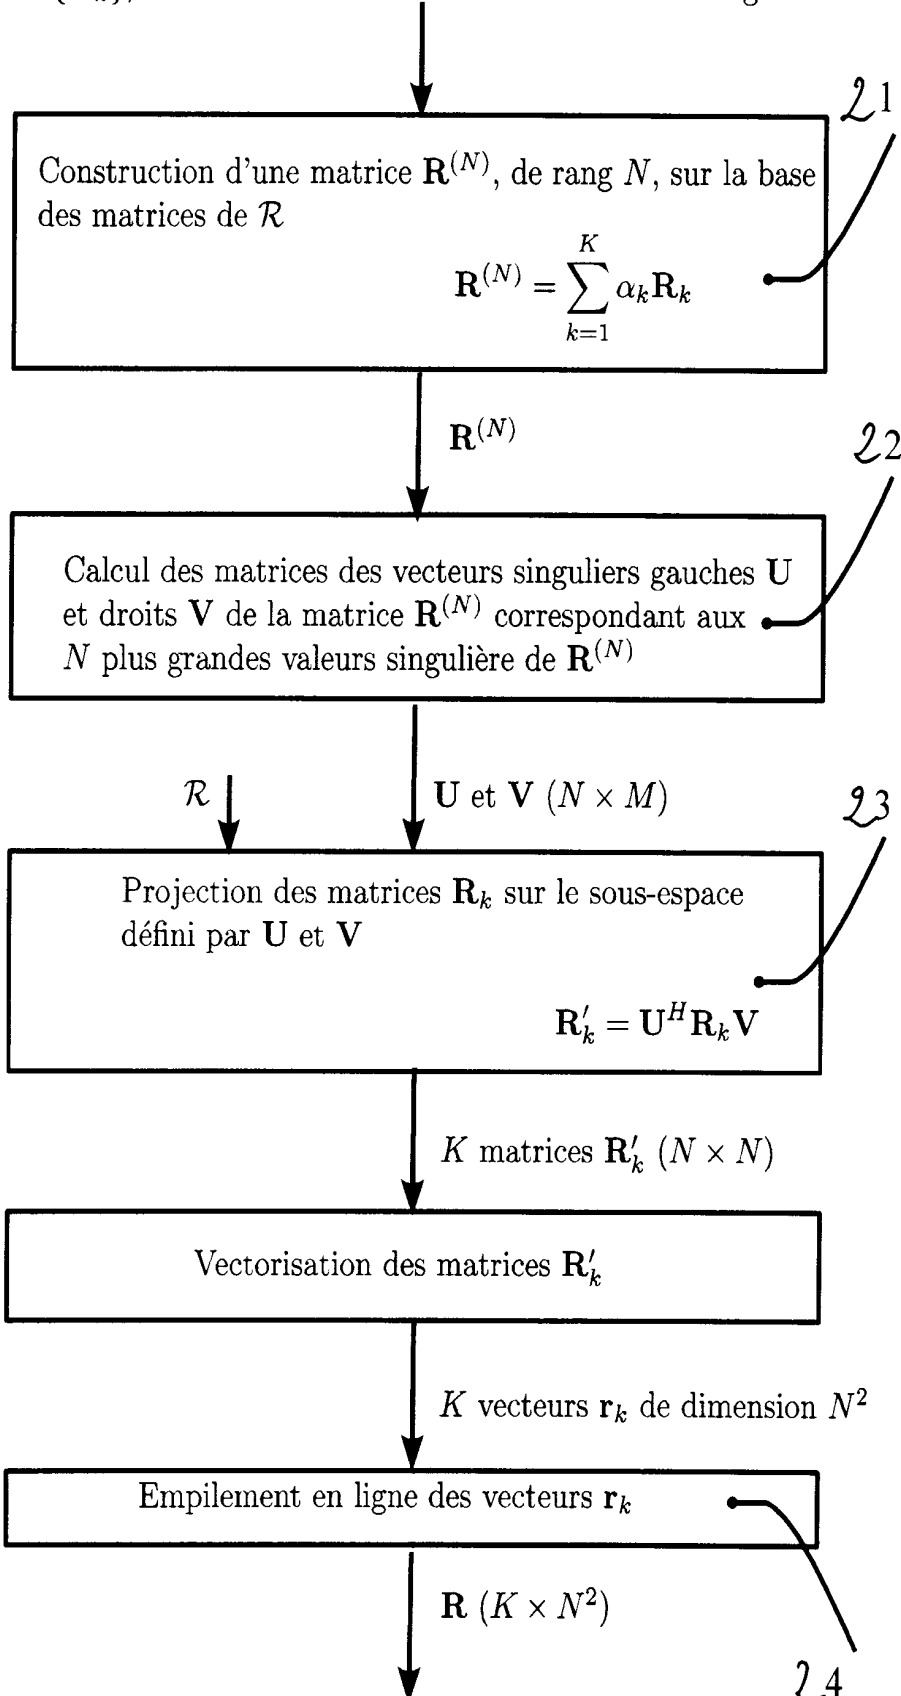 21
Construction d'une matrice R^(N), de rang N, sur la base
des matrices de ℛ
R^(N) = ∑_{k=1}^{K} α_k R_k
R^(N)
22
Calcul des matrices des vecteurs singuliers gauches U
et droits V de la matrice R^(N) correspondant aux
N plus grandes valeurs singulière de R^(N)
ℛ
U et V (N × M)
23
Projection des matrices R_k sur le sous-espace
défini par U et V
R′_k = U^H R_k V
K matrices R′_k (N × N)
Vectorisation des matrices R′_k
K vecteurs r_k de dimension N²
Empilement en ligne des vecteurs r_k
R (K × N²)
24